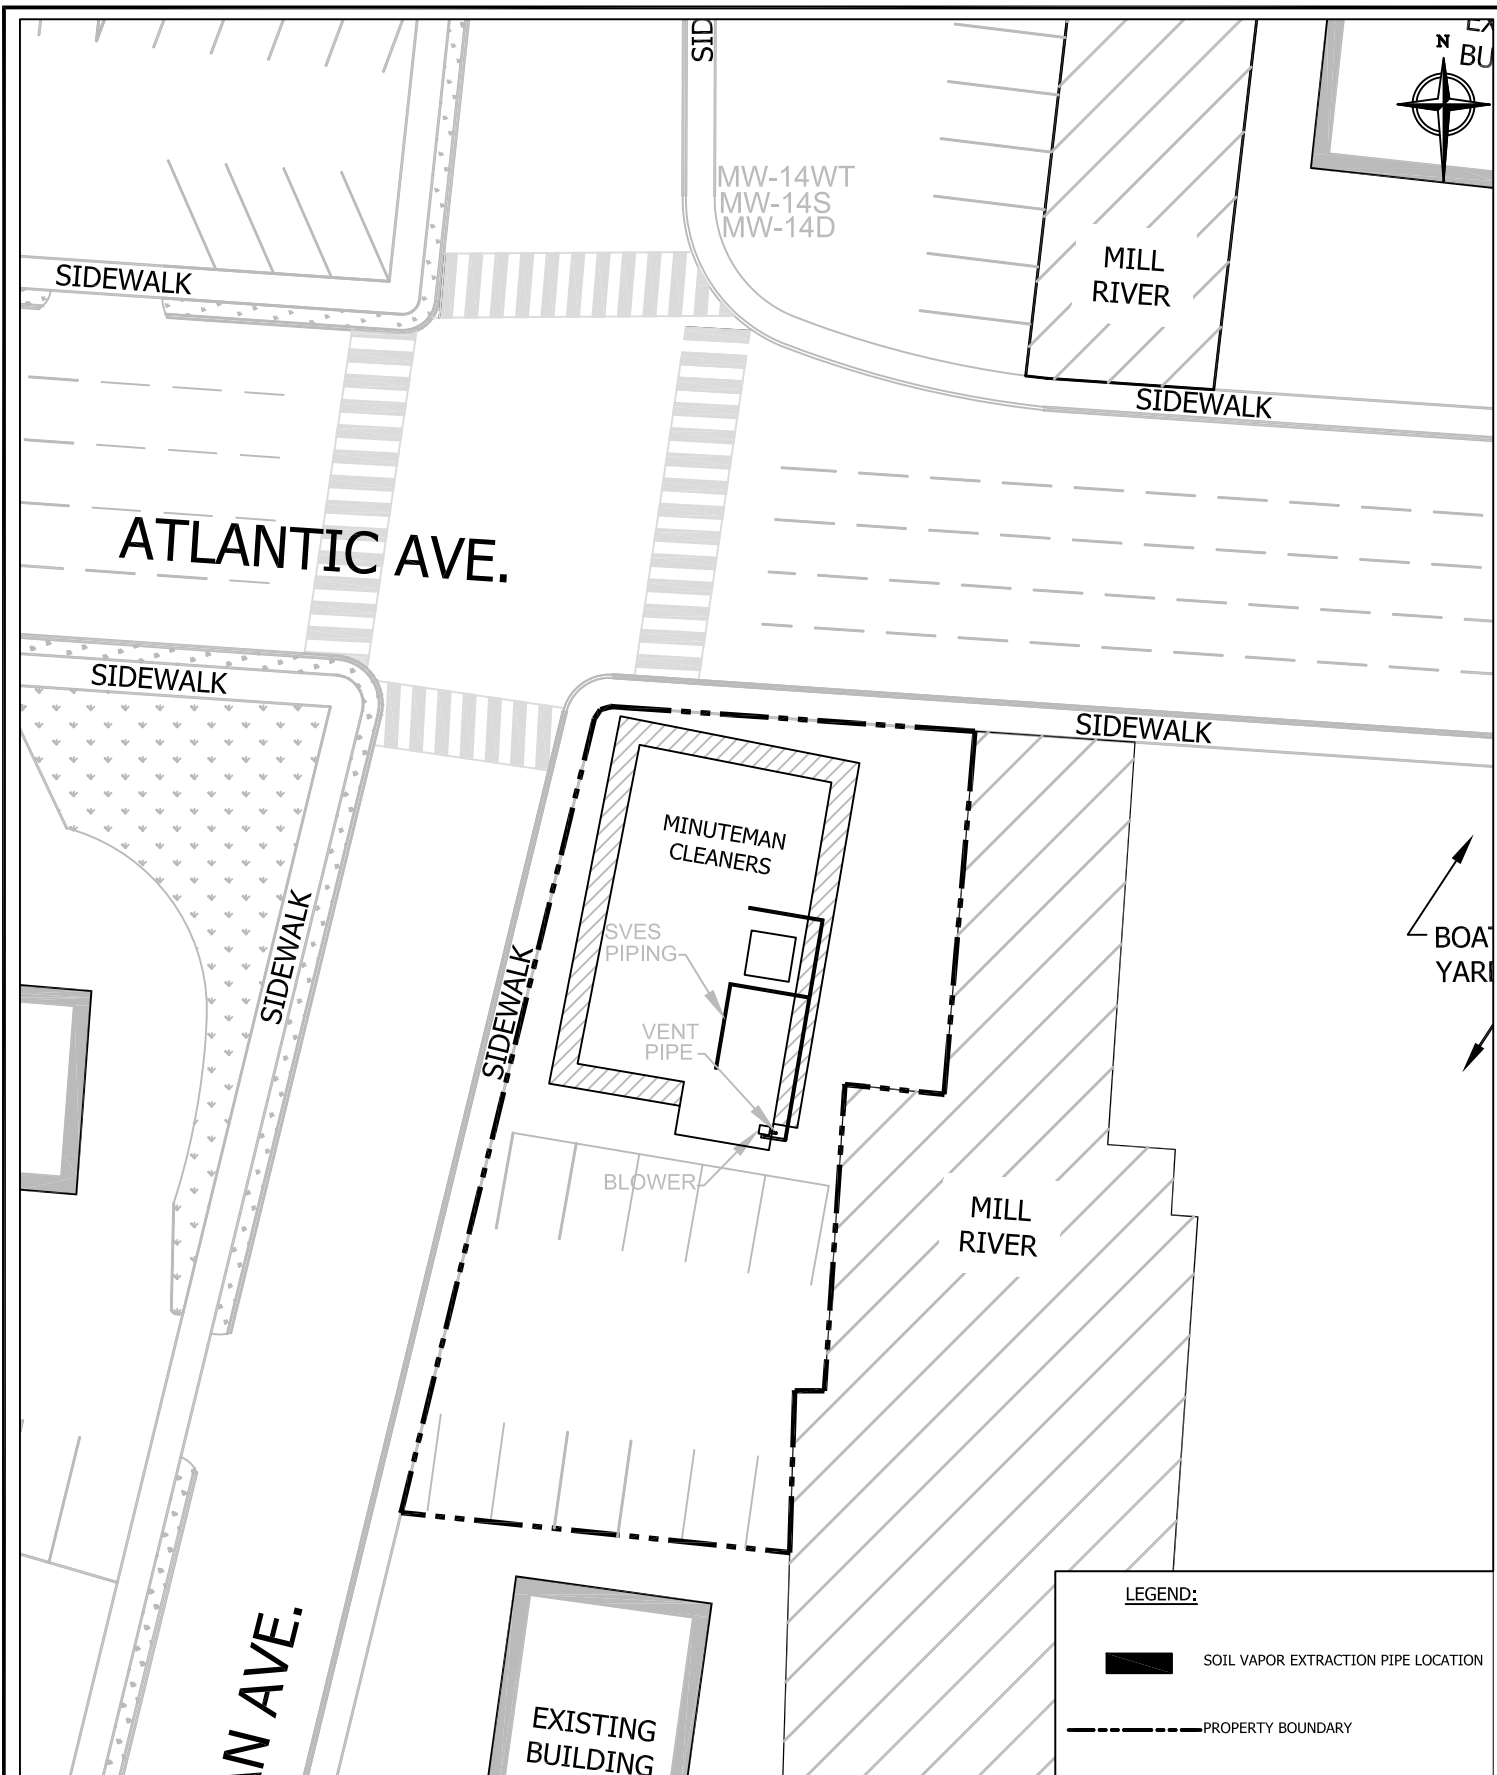 SID
N
BU
MW-14WT
MW-14S
MW-14D
MILL
RIVER
SIDEWALK
SIDEWALK
ATLANTIC AVE.
SIDEWALK
SIDEWALK
MINUTEMAN
CLEANERS
SIDEWALK
SVES
PIPING
SIDEWALK
BOAT
YAR
VENT
PIPE
BLOWER
MILL
RIVER
AN AVE.
EXISTING
BUILDING
LEGEND:
SOIL VAPOR EXTRACTION PIPE LOCATION
PROPERTY BOUNDARY